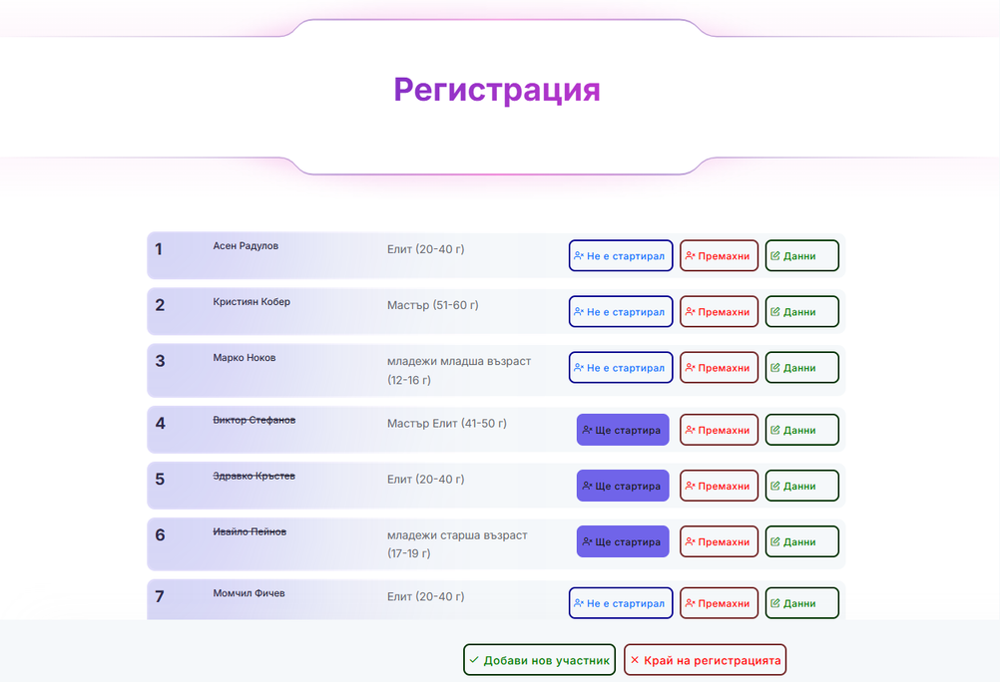 Регистрация
1 Асен Радулов Елит (20-40 г) Не е стартирал Премахни Данни
2 Кристиян Кобер Мастър (51-60 г) Не е стартирал Премахни Данни
3 Марко Ноков младежи младша възраст Не е стартирал Премахни Данни
(12-16 г)
4 Виктор Стефанов Мастър Елит (41-50 г) Ще стартира Премахни Данни
5 Здравко Кръстев Елит (20-40 г) Ще стартира Премахни Данни
6 Ивайло Пейнов младежи старша възраст Ще стартира Премахни Данни
(17-19 г)
7 Момчил Фичев Елит (20-40 г) Не е стартирал Премахни Данни
Добави нов участник Край на регистрацията